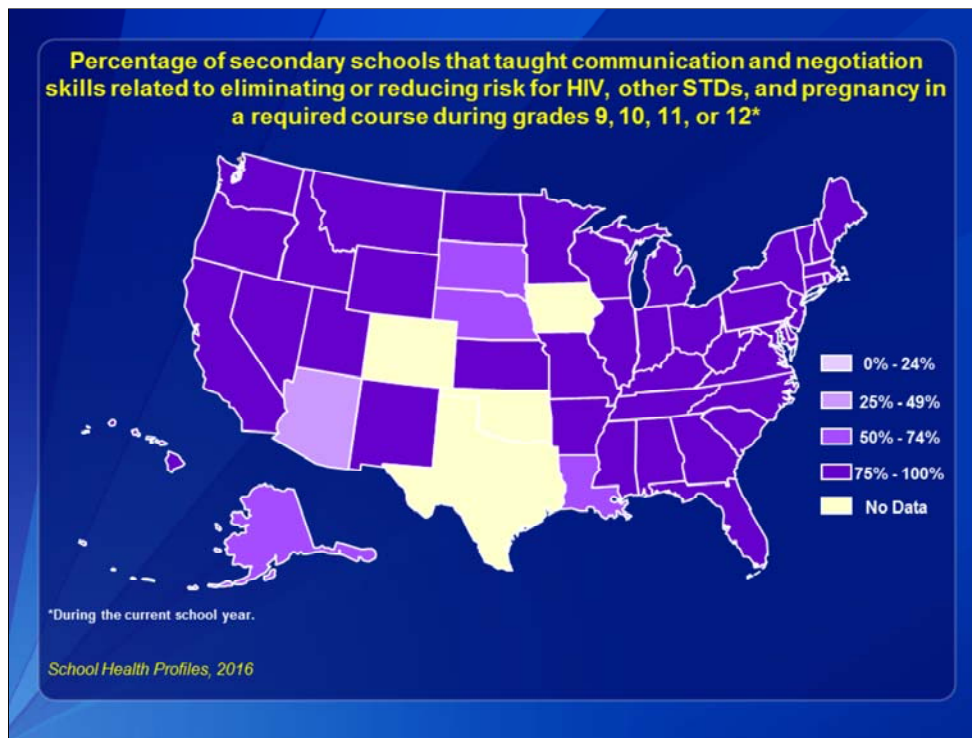 Percentage of secondary schools that taught communication and negotiation
skills related to eliminating or reducing risk for HIV, other STDs, and pregnancy in
a required course during grades 9, 10, 11, or 12*
0% - 24%
25% - 49%
50% - 74%
75% - 100%
No Data
*During the current school year.
School Health Profiles, 2016